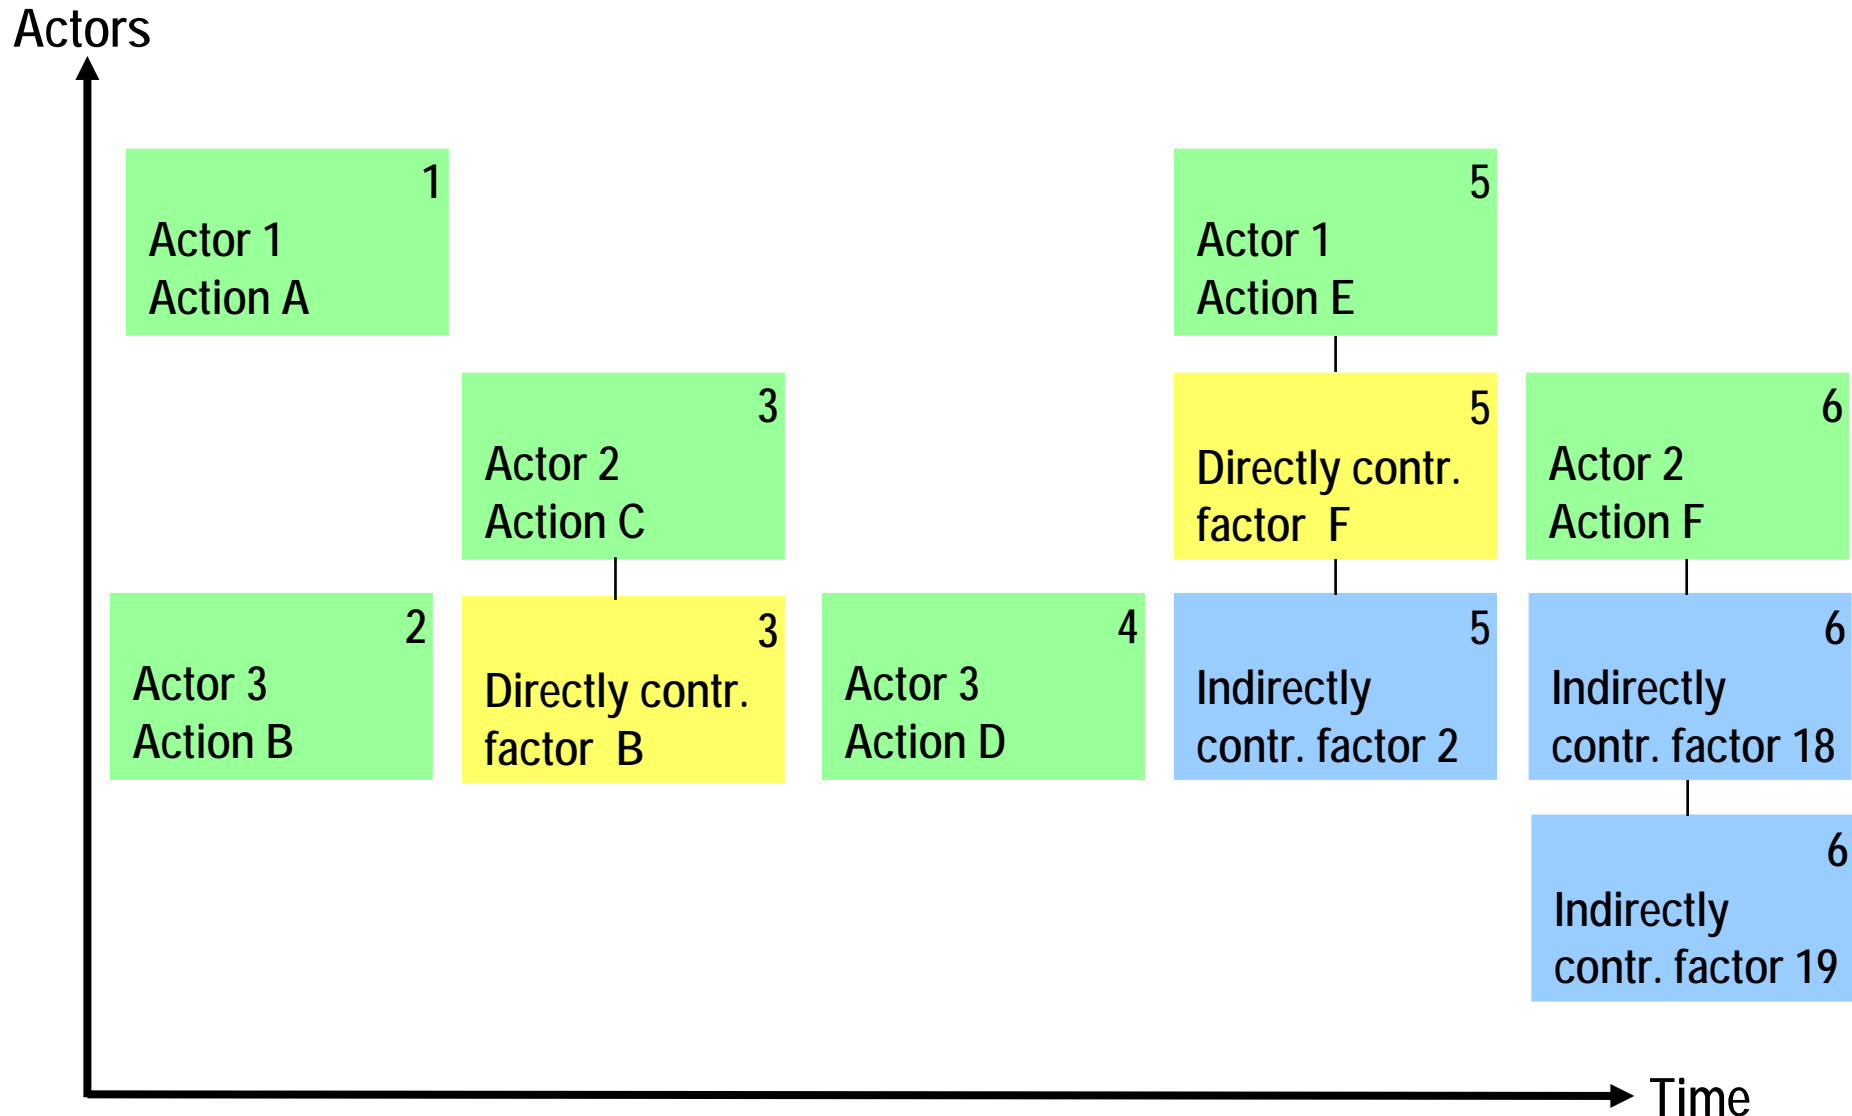 Actors
1
Actor 1
Action A
5
Actor 1
Action E
3
Actor 2
Action C
5
Directly contr.
factor  F
6
Actor 2
Action F
2
Actor 3
Action B
3
Directly contr.
factor  B
4
Actor 3
Action D
5
Indirectly
contr. factor 2
6
Indirectly
contr. factor 18
6
Indirectly
contr. factor 19
Time